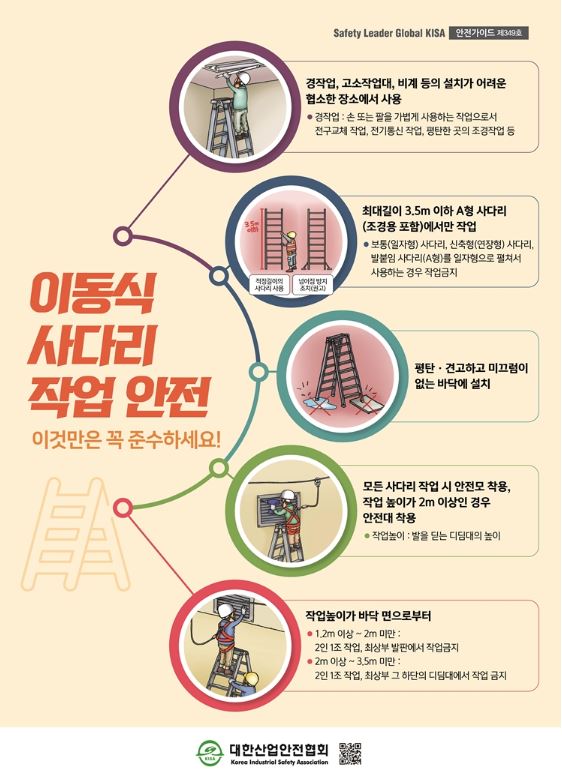 Safety Leader Global KISA 안전가이드 제349호
경작업, 고소작업대, 비계 등의 설치가 어려운
협소한 장소에서 사용
● 경작업 : 손 또는 팔을 가볍게 사용하는 작업으로서
전구교체 작업, 전기통신 작업, 평탄한 곳의 조경작업 등
최대길이 3.5m 이하 A형 사다리
(조경용 포함)에서만 작업
● 보통(일자형) 사다리, 신축형(연장형) 사다리,
발붙임 사다리(A형)를 일자형으로 펼쳐서
사용하는 경우 작업금지
3.5m
이하
적정길이의
사다리 사용
넘어짐 방지
조치(권고)
이동식
사다리
작업 안전
이것만은 꼭 준수하세요!
평탄 · 견고하고 미끄럼이
없는 바닥에 설치
모든 사다리 작업 시 안전모 착용,
작업 높이가 2m 이상인 경우
안전대 착용
● 작업높이 : 발을 딛는 디딤대의 높이
작업높이가 바닥 면으로부터
● 1.2m 이상 ~ 2m 미만 :
2인 1조 작업, 최상부 발판에서 작업금지
● 2m 이상 ~ 3.5m 미만 :
2인 1조 작업, 최상부 그 하단의 디딤대에서 작업 금지
KISA
대한산업안전협회
Korea Industrial Safety Association